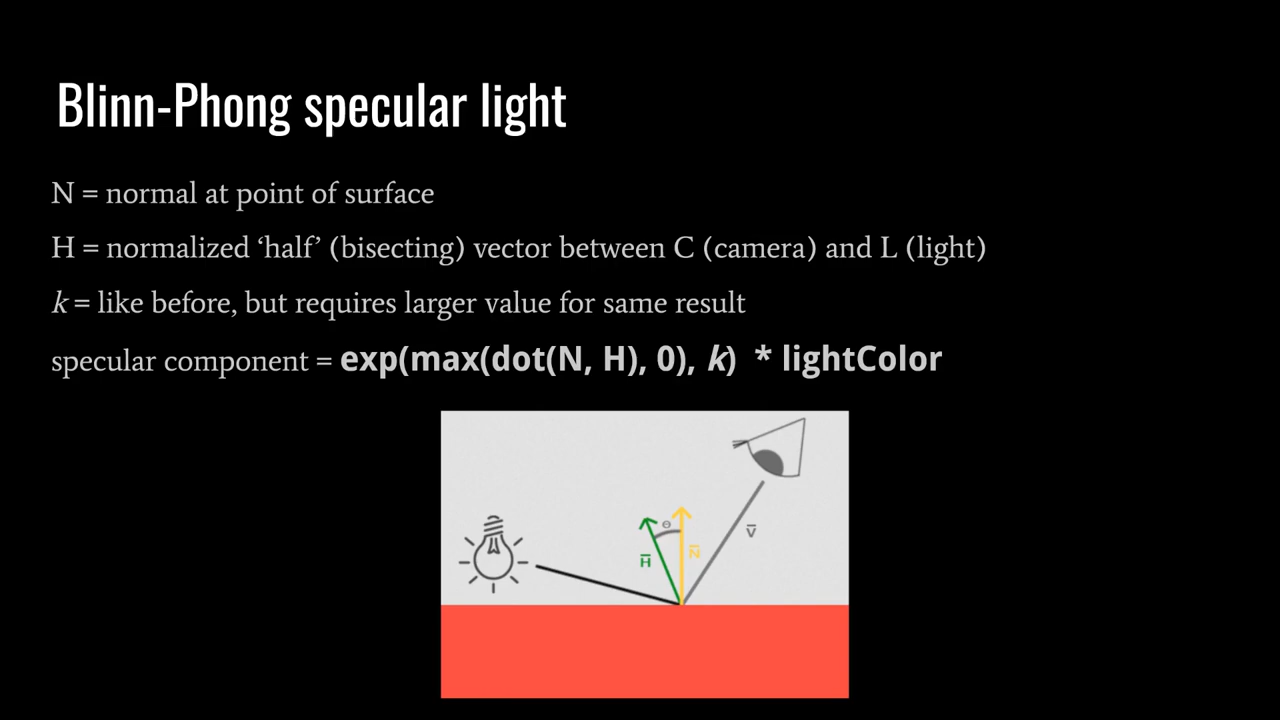 Blinn-Phong specular light
N = normal at point of surface
H = normalized ‘half’ (bisecting) vector between C (camera) and L (light)
k = like before, but requires larger value for same result
specular component = exp(max(dot(N, H), 0), k) * lightColor
Θ
H̅
N̅
V̅